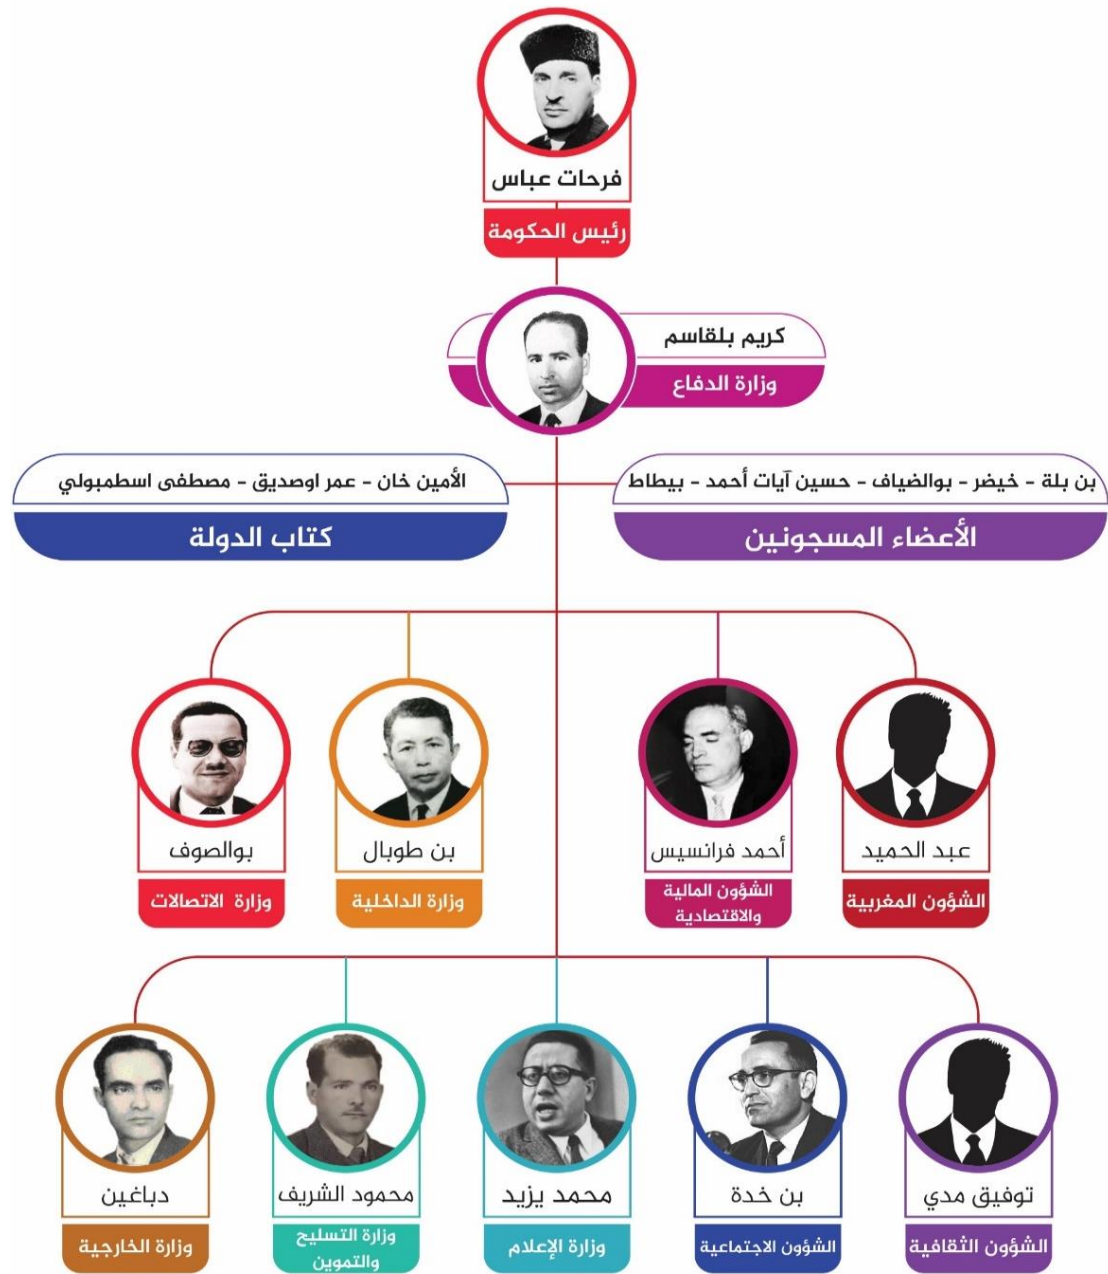 فرحات عباس
رئيس الحكومة
كريم بلقاسم
وزارة الدفاع
بن بلة - خيضر - بوالضياف - حسين آيات أحمد - بيطاط
الأعضاء المسجونين
الأمين خان - عمر اوصديق - مصطفى اسطمبولي
كتاب الدولة
عبد الحميد
الشؤون المغربية
أحمد فرانسيس
الشؤون المالية
والاقتصادية
بن طوبال
وزارة الداخلية
بوالصوف
وزارة الاتصالات
توفيق مدي
الشؤون الثقافية
بن خدة
الشؤون الاجتماعية
محمد يزيد
وزارة الإعلام
محمود الشريف
وزارة التسليح
والتموين
دباغين
وزارة الخارجية